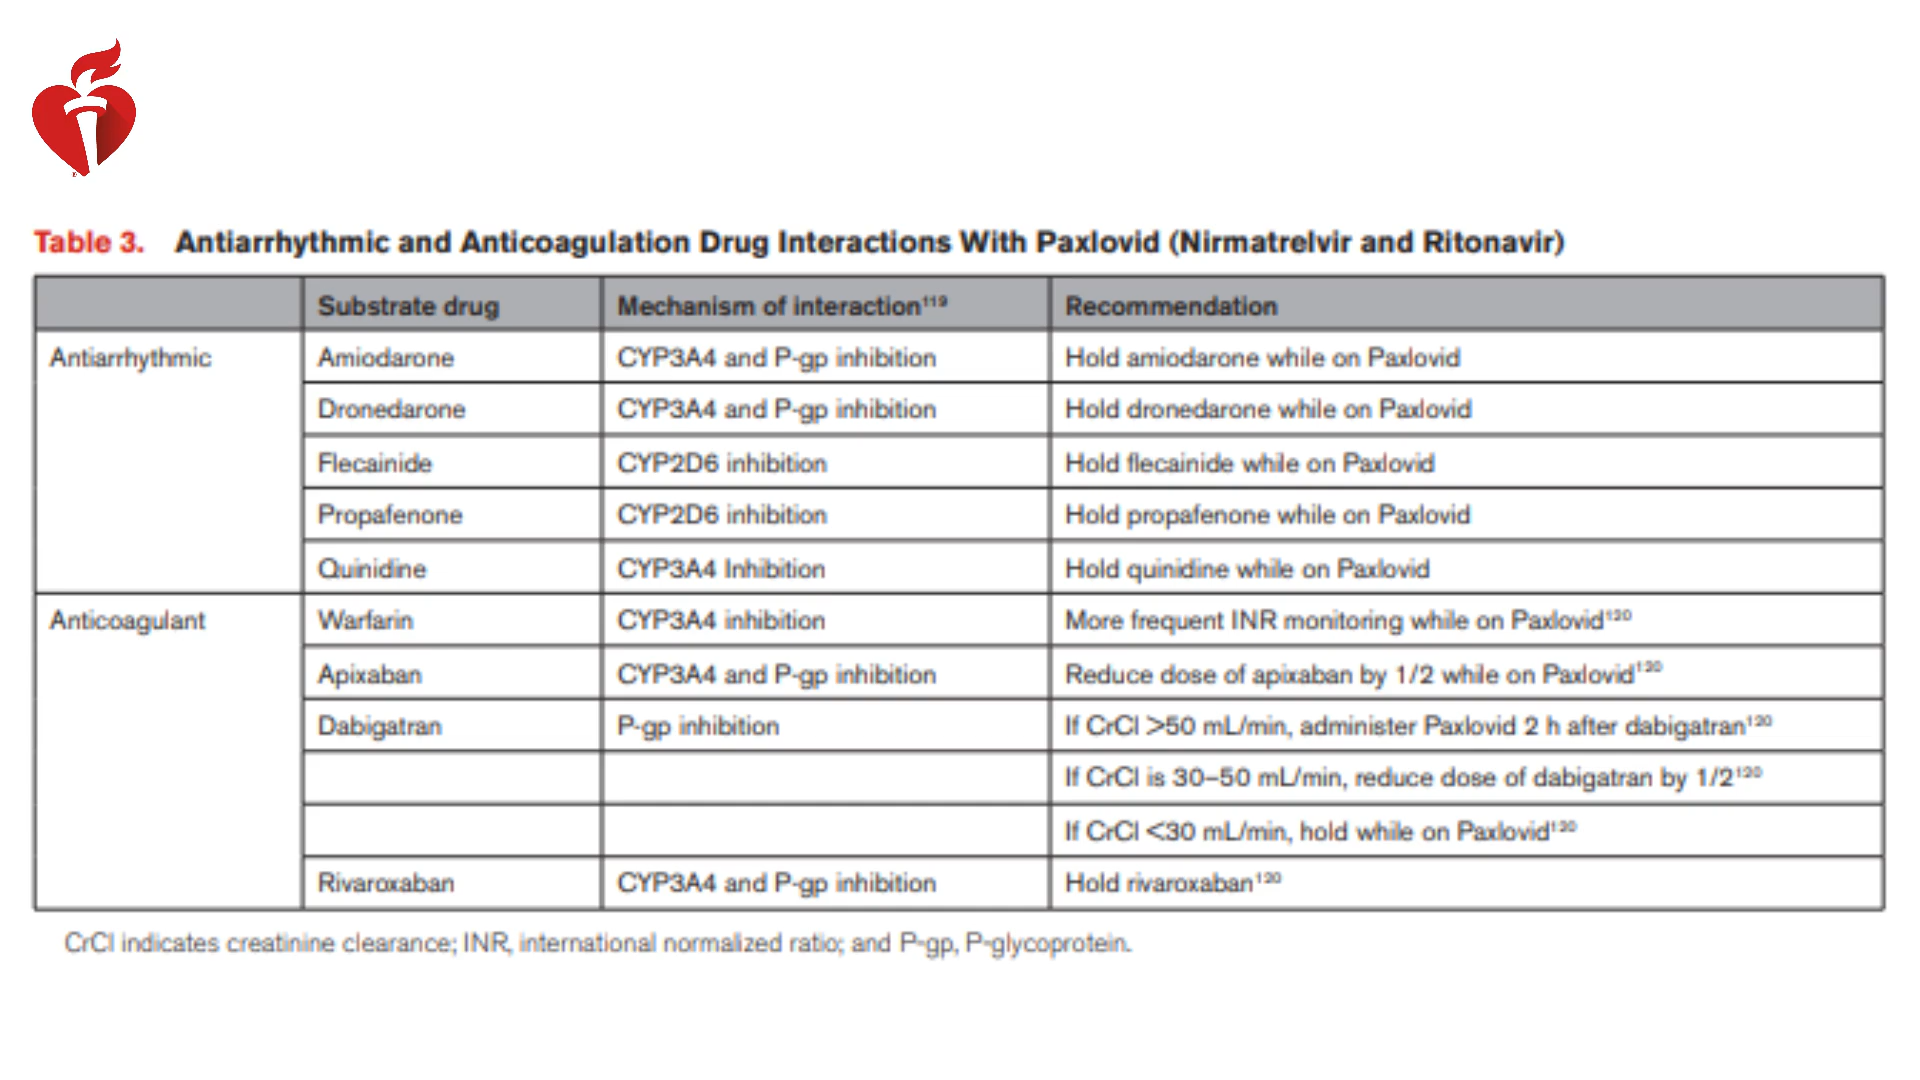 Table 3. Antiarrhythmic and Anticoagulation Drug Interactions With Paxlovid (Nirmatrelvir and Ritonavir)
Substrate drug Mechanism of interaction¹¹⁹ Recommendation
Antiarrhythmic Amiodarone CYP3A4 and P-gp inhibition Hold amiodarone while on Paxlovid
Dronedarone CYP3A4 and P-gp inhibition Hold dronedarone while on Paxlovid
Flecainide CYP2D6 inhibition Hold flecainide while on Paxlovid
Propafenone CYP2D6 inhibition Hold propafenone while on Paxlovid
Quinidine CYP3A4 Inhibition Hold quinidine while on Paxlovid
Anticoagulant Warfarin CYP3A4 inhibition More frequent INR monitoring while on Paxlovid¹²⁰
Apixaban CYP3A4 and P-gp inhibition Reduce dose of apixaban by 1/2 while on Paxlovid¹²⁰
Dabigatran P-gp inhibition If CrCl >50 mL/min, administer Paxlovid 2 h after dabigatran¹²⁰
If CrCl is 30–50 mL/min, reduce dose of dabigatran by 1/2¹²⁰
If CrCl <30 mL/min, hold while on Paxlovid¹²⁰
Rivaroxaban CYP3A4 and P-gp inhibition Hold rivaroxaban¹²⁰
CrCl indicates creatinine clearance; INR, international normalized ratio; and P-gp, P-glycoprotein.